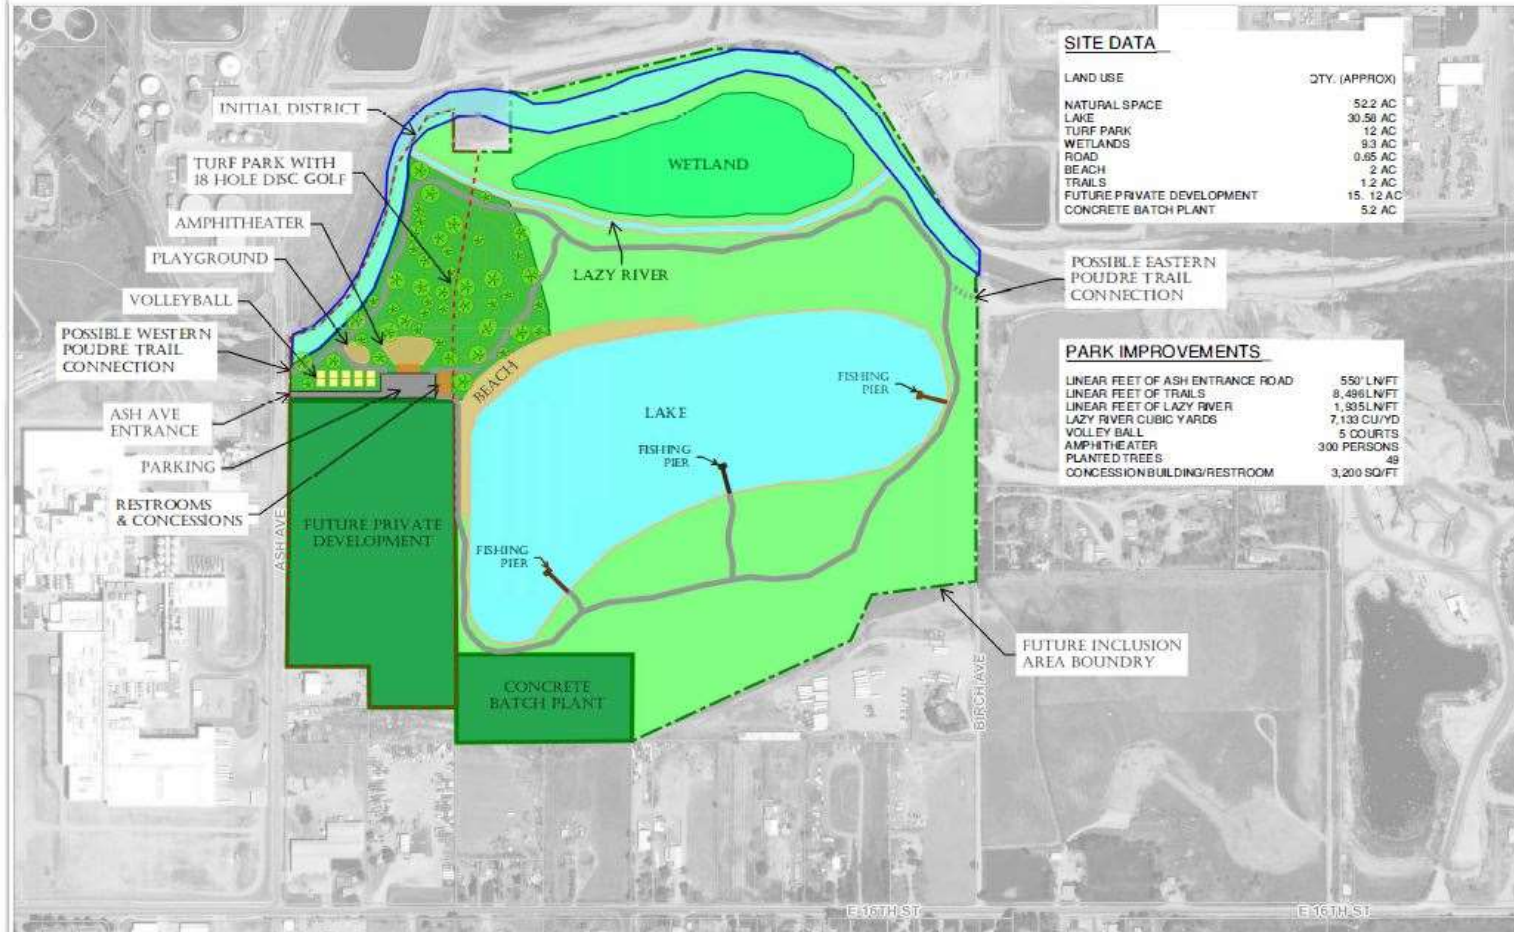 INITIAL DISTRICT
TURF PARK WITH
18 HOLE DISC GOLF
AMPHITHEATER
PLAYGROUND
VOLLEYBALL
POSSIBLE WESTERN
POUDRE TRAIL
CONNECTION
ASH AVE
ENTRANCE
PARKING
RESTROOMS
& CONCESSIONS
ASH AVE
WETLAND
LAZY RIVER
BEACH
LAKE
FISHING
PIER
FISHING
PIER
FISHING
PIER
FUTURE PRIVATE
DEVELOPMENT
CONCRETE
BATCH PLANT
SITE DATA
LAND USE QTY. (APPROX)
NATURAL SPACE 52.2 AC
LAKE 30.58 AC
TURF PARK 12 AC
WETLANDS 9.3 AC
ROAD 0.65 AC
BEACH 2 AC
TRAILS 1.2 AC
FUTURE PRIVATE DEVELOPMENT 15. 12 AC
CONCRETE BATCH PLANT 5.2 AC
POSSIBLE EASTERN
POUDRE TRAIL
CONNECTION
PARK IMPROVEMENTS
LINEAR FEET OF ASH ENTRANCE ROAD 550' LN/FT
LINEAR FEET OF TRAILS 8,496 LN/FT
LINEAR FEET OF LAZY RIVER 1,935 LN/FT
LAZY RIVER CUBIC YARDS 7,133 CU/YD
VOLLEY BALL 5 COURTS
AMPHITHEATER 300 PERSONS
PLANTED TREES 49
CONCESSION BUILDING/RESTROOM 3,200 SQ/FT
FUTURE INCLUSION
AREA BOUNDRY
BIRCH AVE
E 16TH ST
E 16TH ST